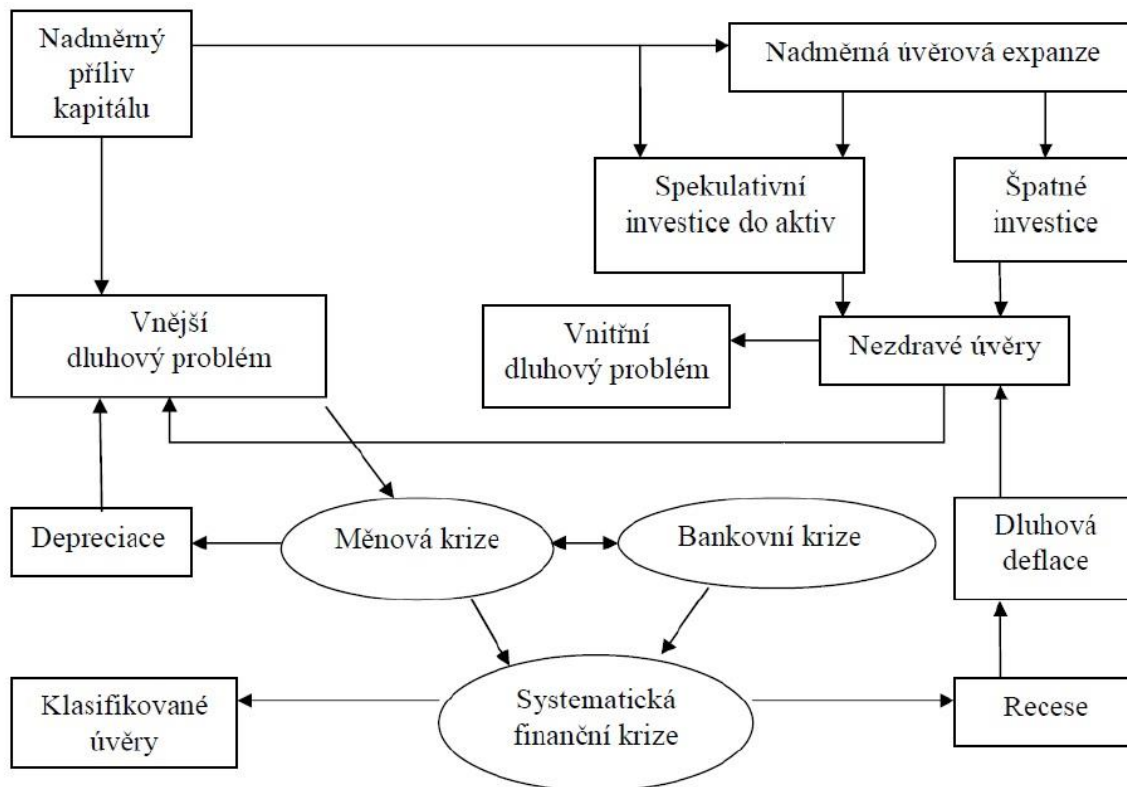 Nadměrný
příliv
kapitálu
Nadměrná úvěrová expanze
Spekulativní
investice do aktiv
Špatné
investice
Vnější
dluhový problém
Vnitřní
dluhový problém
Nezdravé úvěry
Depreciace
Měnová krize
Bankovní krize
Dluhová
deflace
Klasifikované
úvěry
Systematická
finanční krize
Recese